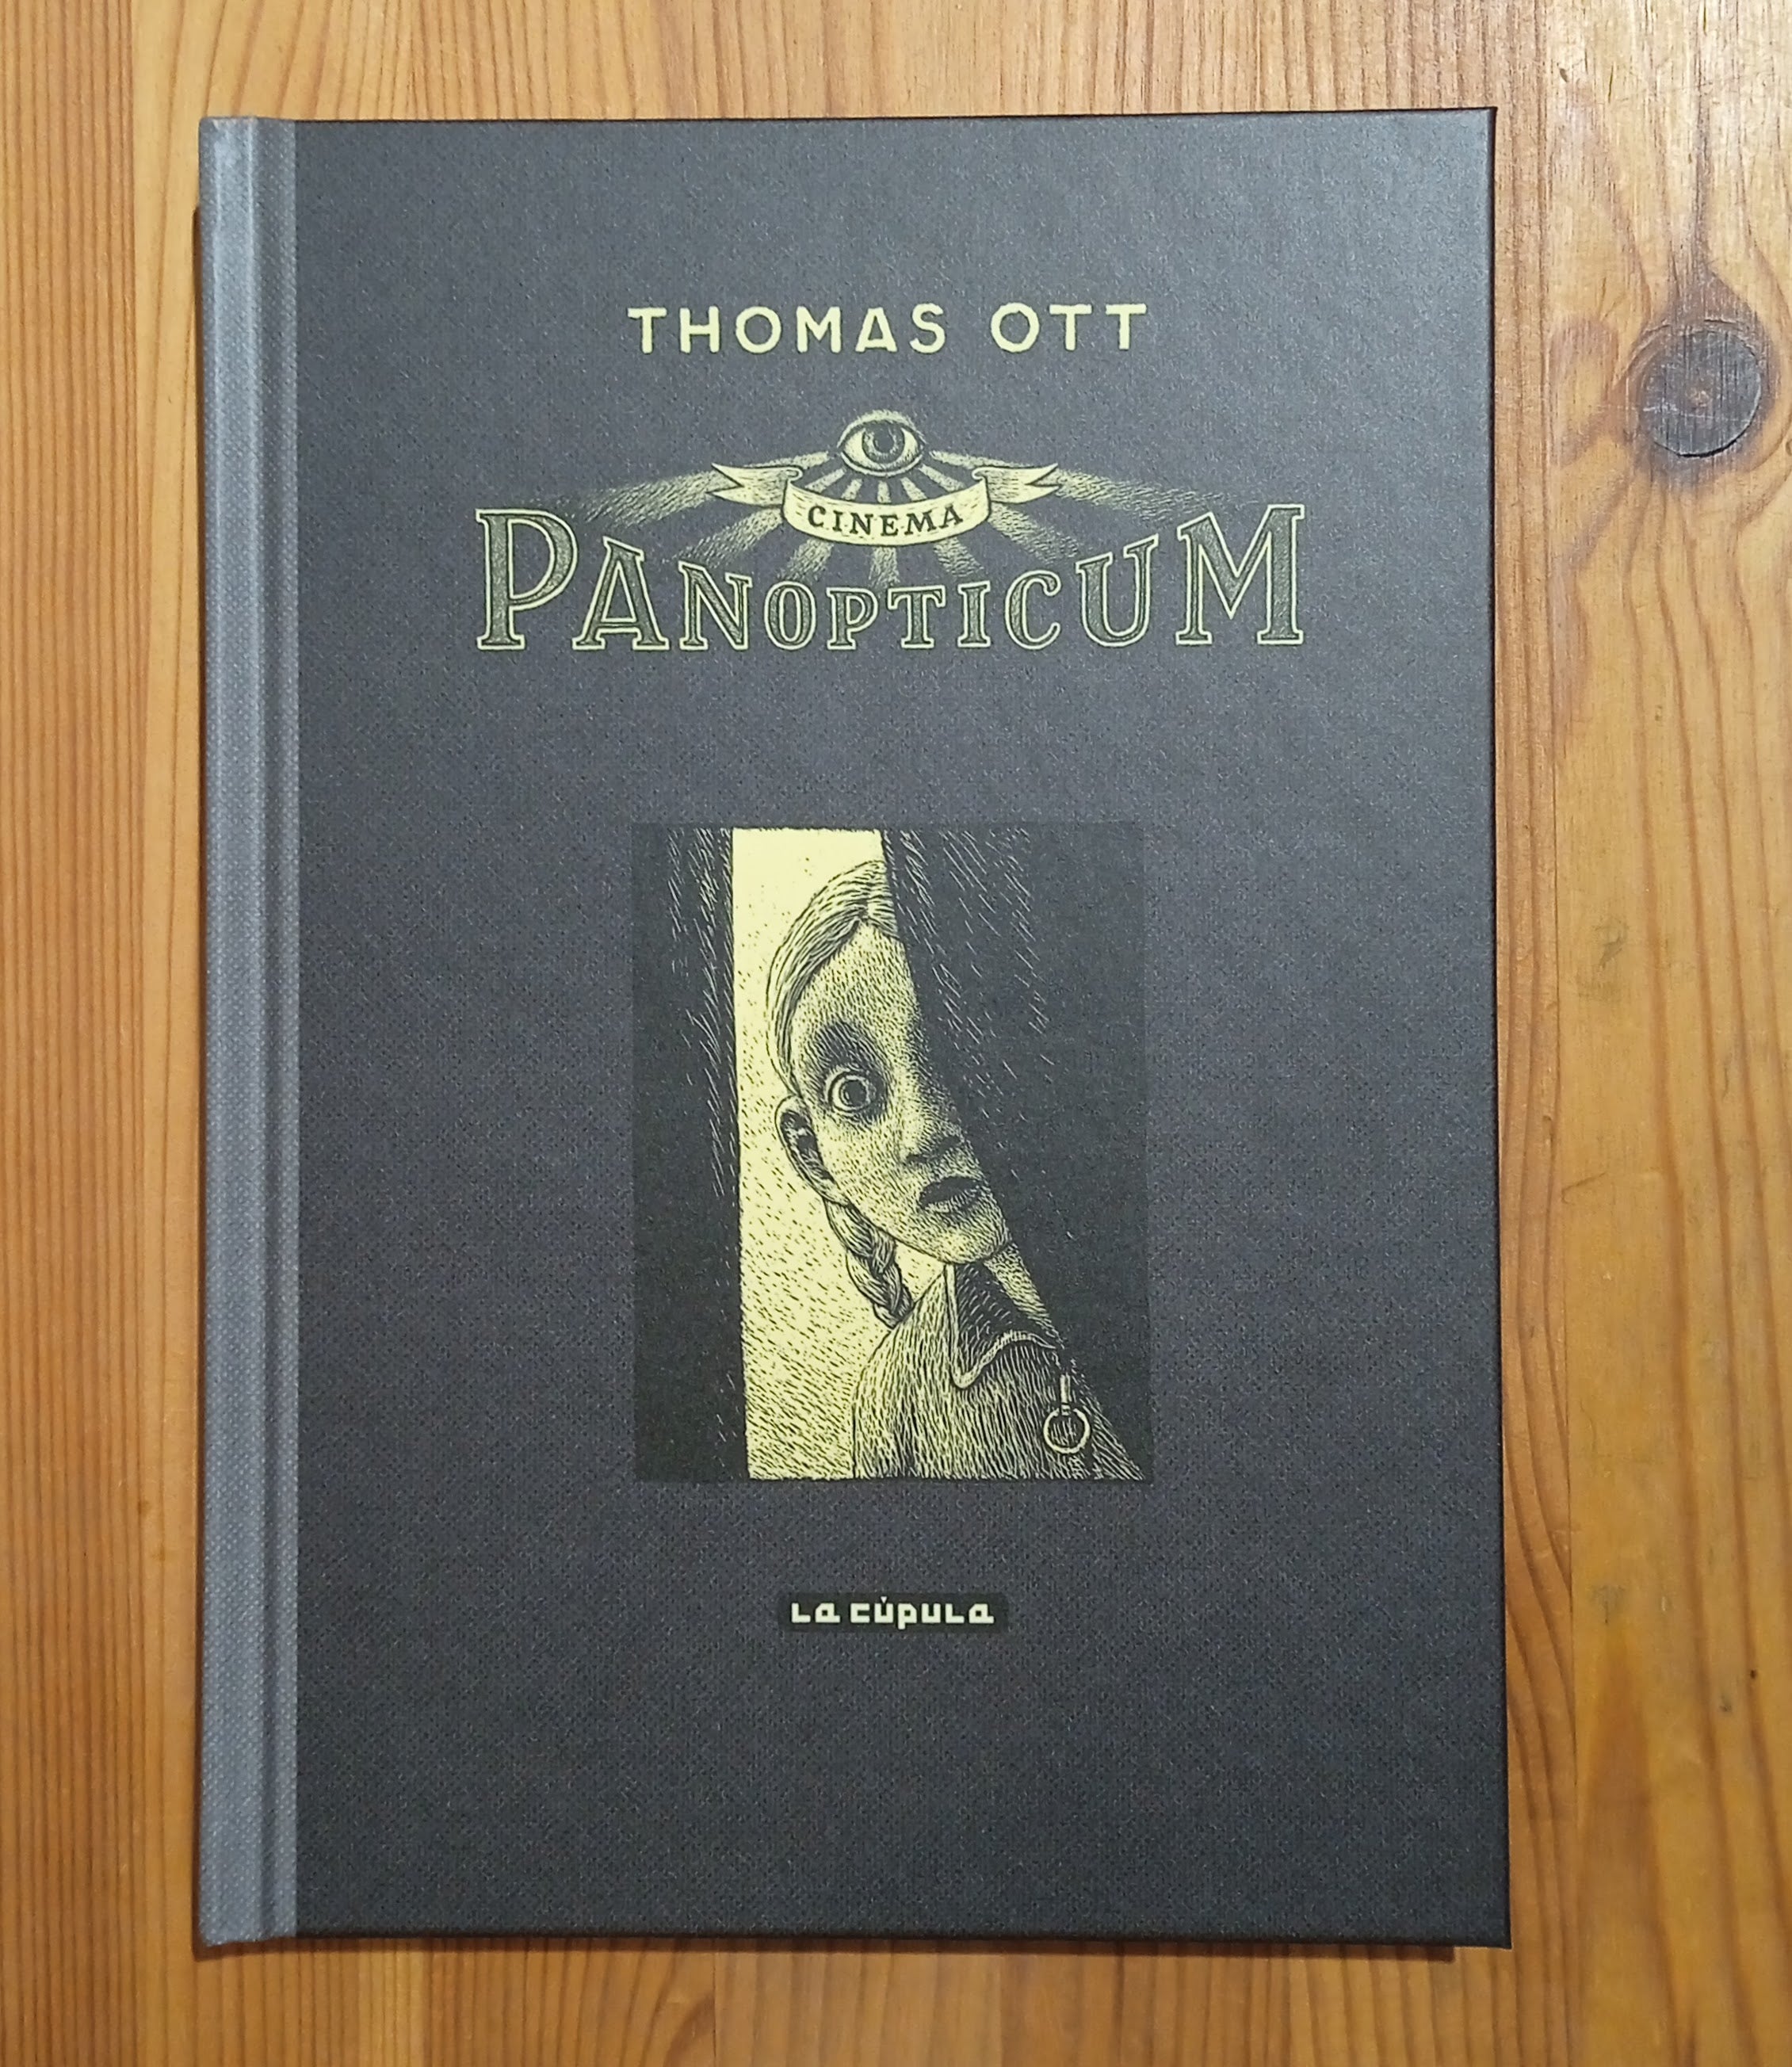 THOMAS OTT
CINEMA
PANOPTICUM
La CÚPULa